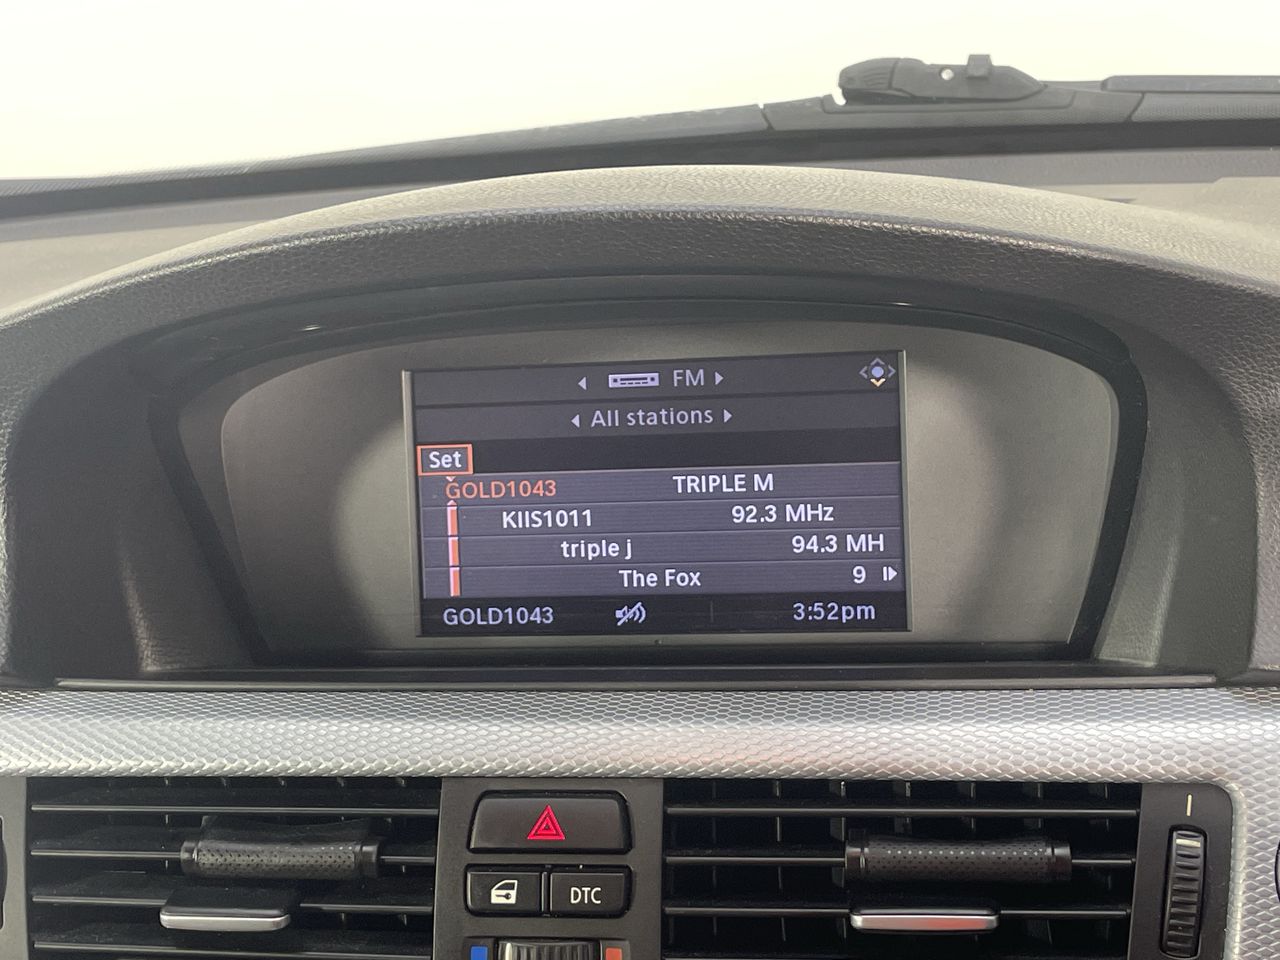 FM
All stations
Set
GOLD1043 TRIPLE M
KIIS1011 92.3 MHz
triple j 94.3 MH
The Fox 9
GOLD1043 3:52pm
DTC